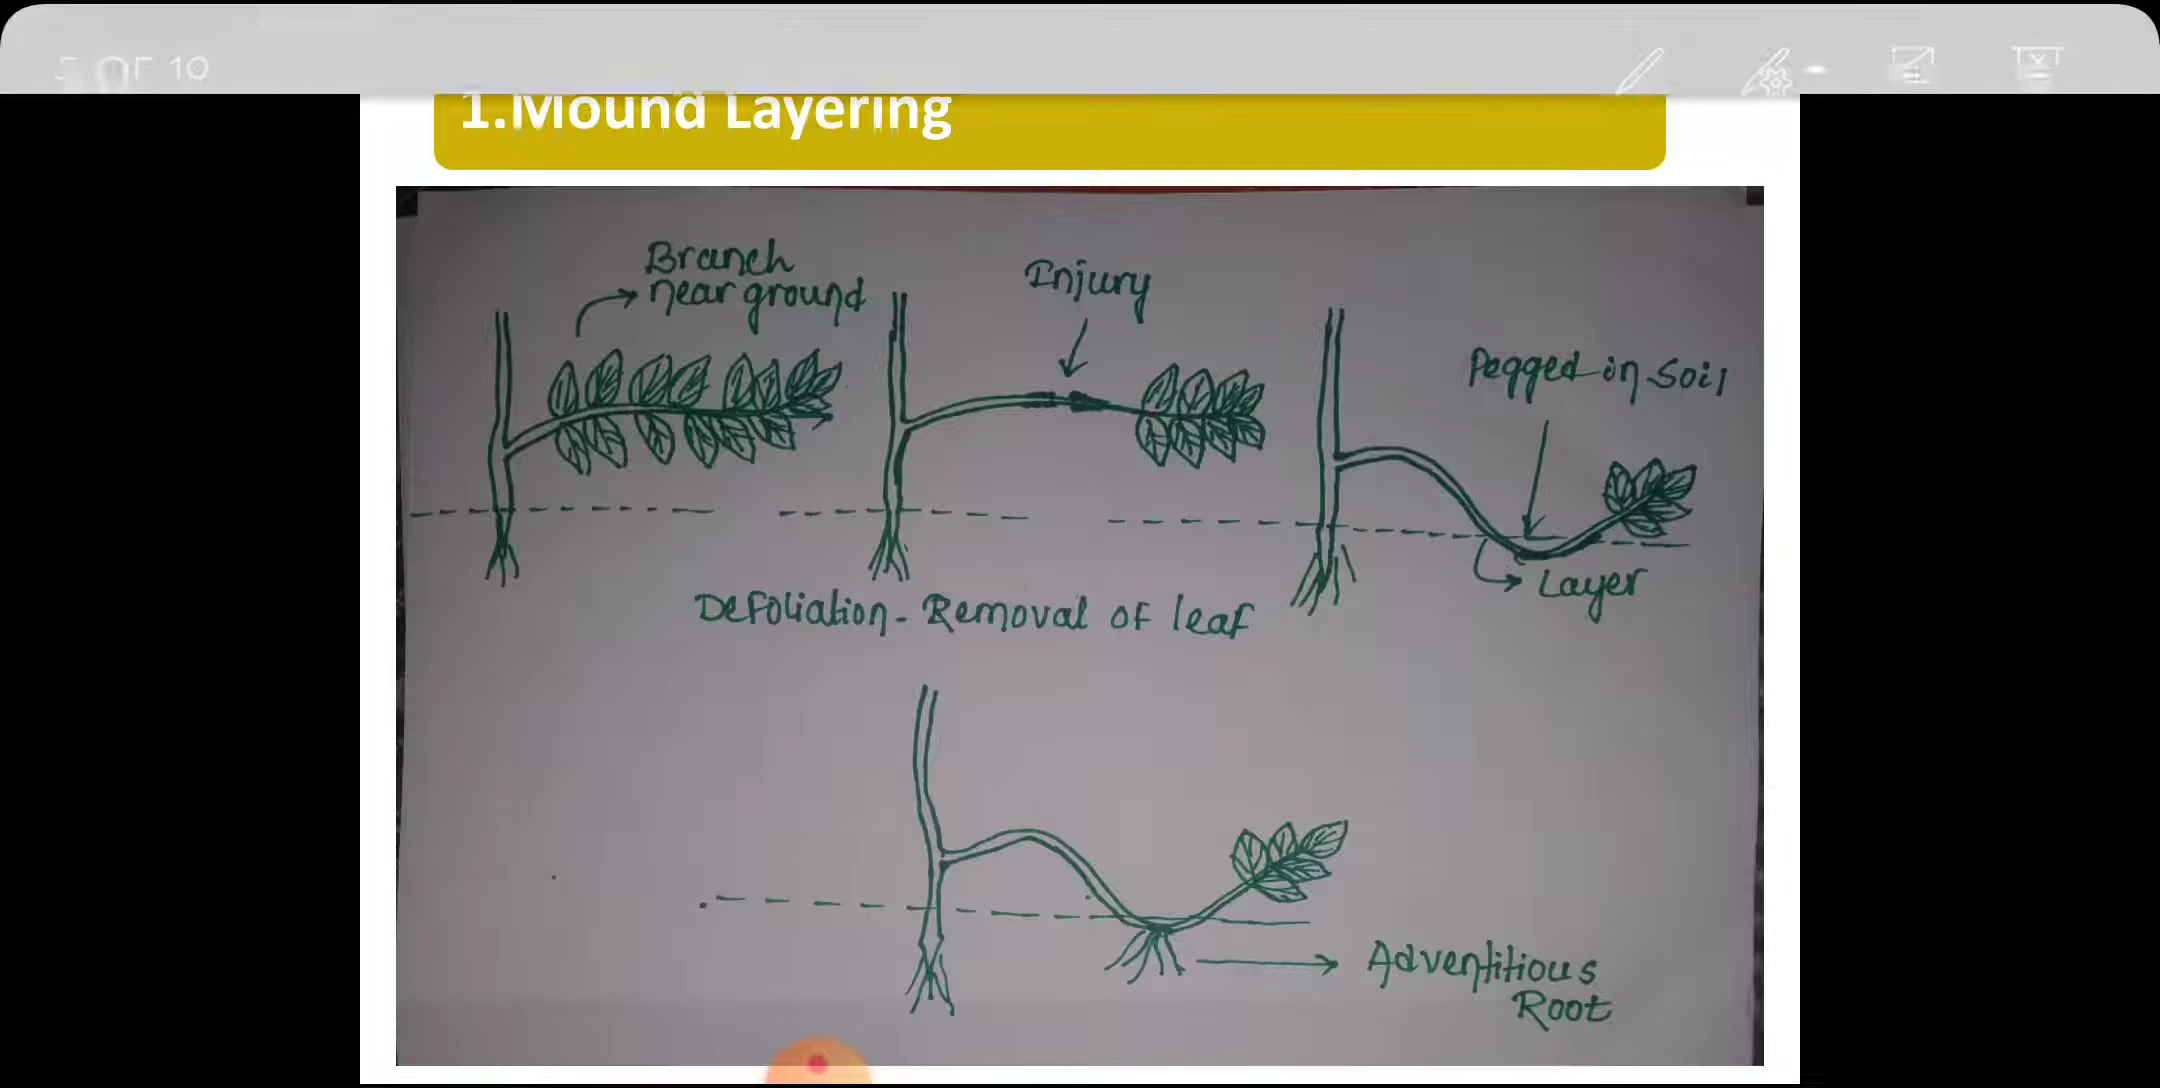 5 OF 10
1.Mound Layering
Branch
near ground
Injury
Pegged in Soil
Layer
Defoliation - Removal of leaf
Adventitious
Root